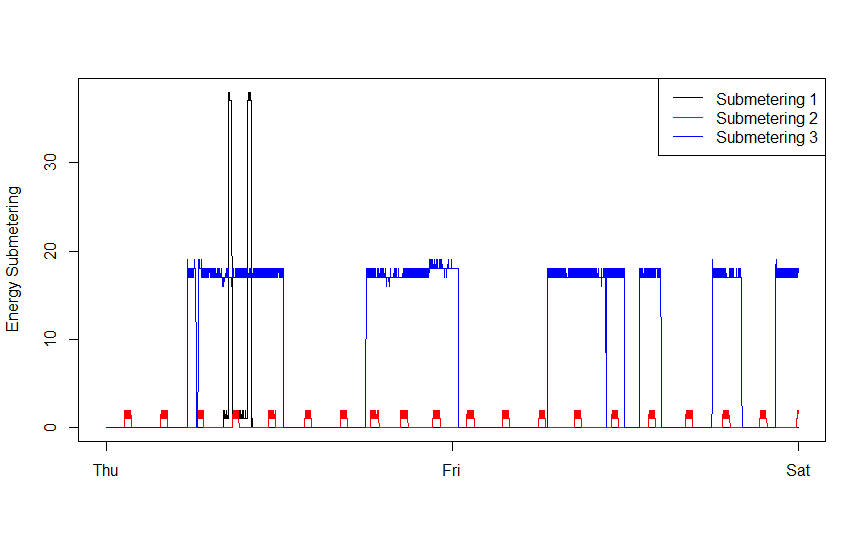 Submetering 1
Submetering 2
Submetering 3
Energy Submetering
30
20
10
0
Thu Fri Sat